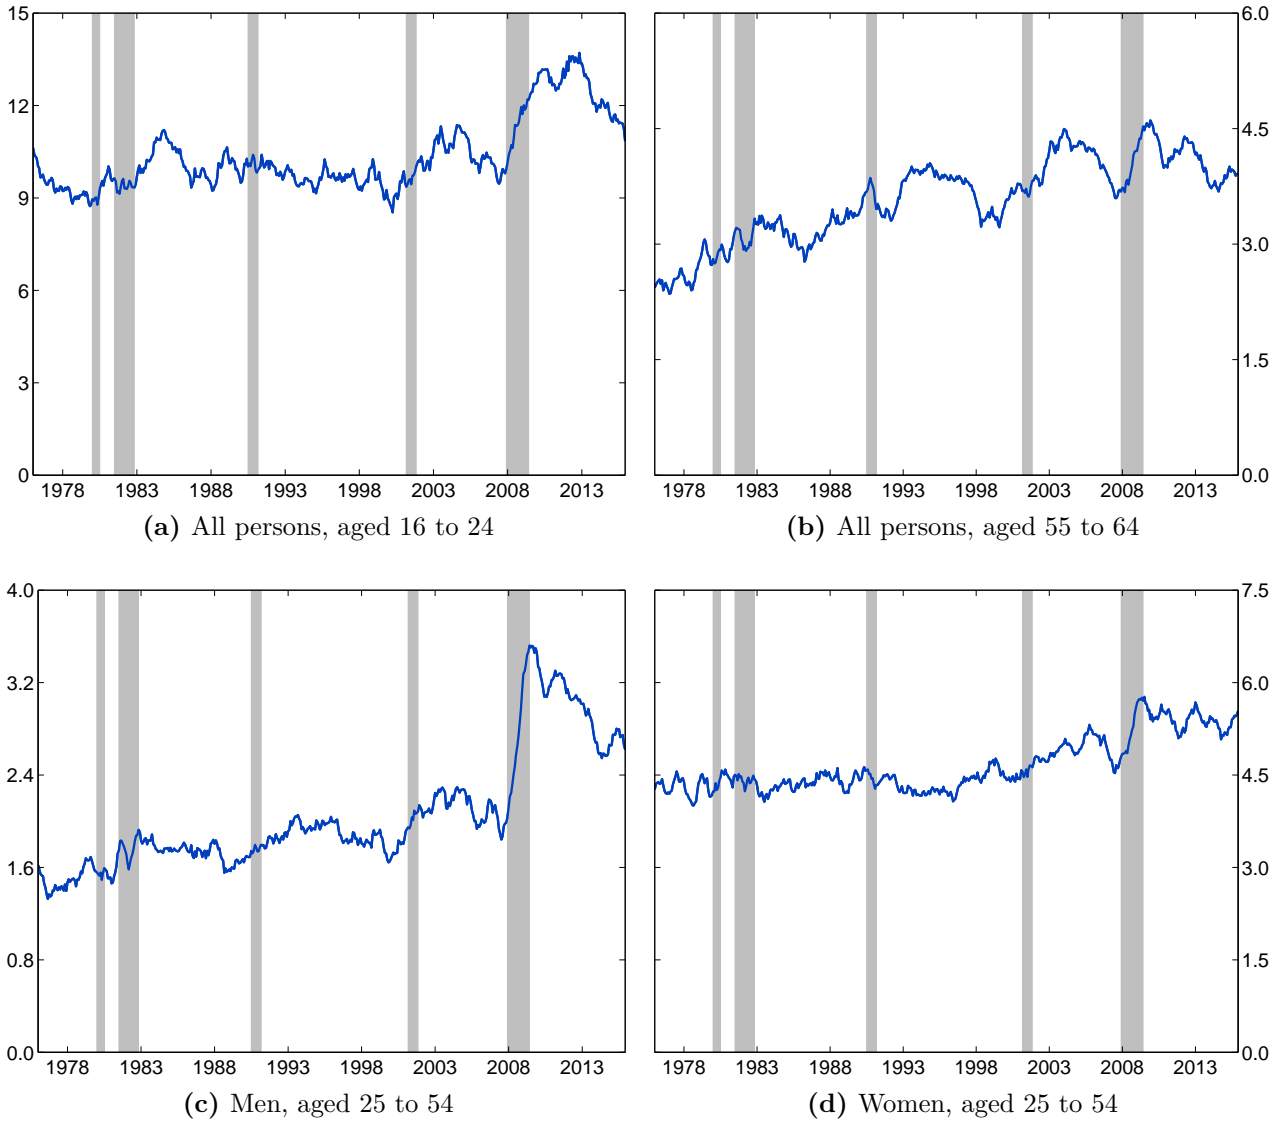 15
12
9
6
3
0
1978 1983 1988 1993 1998 2003 2008 2013
(a) All persons, aged 16 to 24
6.0
4.5
3.0
1.5
0.0
1978 1983 1988 1993 1998 2003 2008 2013
(b) All persons, aged 55 to 64
4.0
3.2
2.4
1.6
0.8
0.0
1978 1983 1988 1993 1998 2003 2008 2013
(c) Men, aged 25 to 54
7.5
6.0
4.5
3.0
1.5
0.0
1978 1983 1988 1993 1998 2003 2008 2013
(d) Women, aged 25 to 54